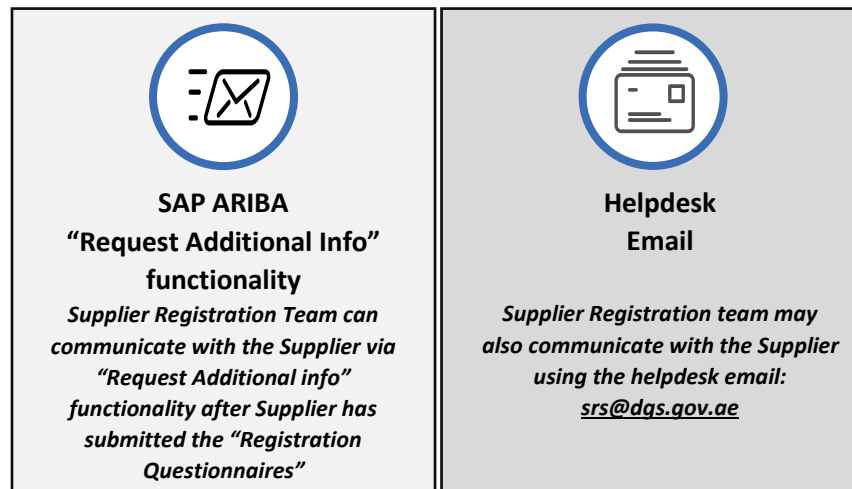 SAP ARIBA
“Request Additional Info”
functionality
Supplier Registration Team can
communicate with the Supplier via
“Request Additional info”
functionality after Supplier has
submitted the “Registration
Questionnaires”
Helpdesk
Email
Supplier Registration team may
also communicate with the Supplier
using the helpdesk email:
srs@dgs.gov.ae